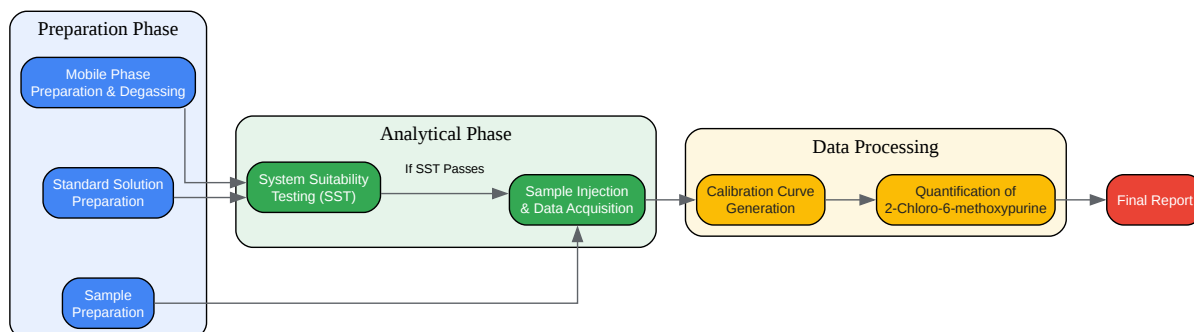 Preparation Phase
Mobile Phase
Preparation & Degassing
Standard Solution
Preparation
Sample
Preparation
Analytical Phase
System Suitability
Testing (SST)
If SST Passes
Sample Injection
& Data Acquisition
Data Processing
Calibration Curve
Generation
Quantification of
2-Chloro-6-methoxypurine
Final Report